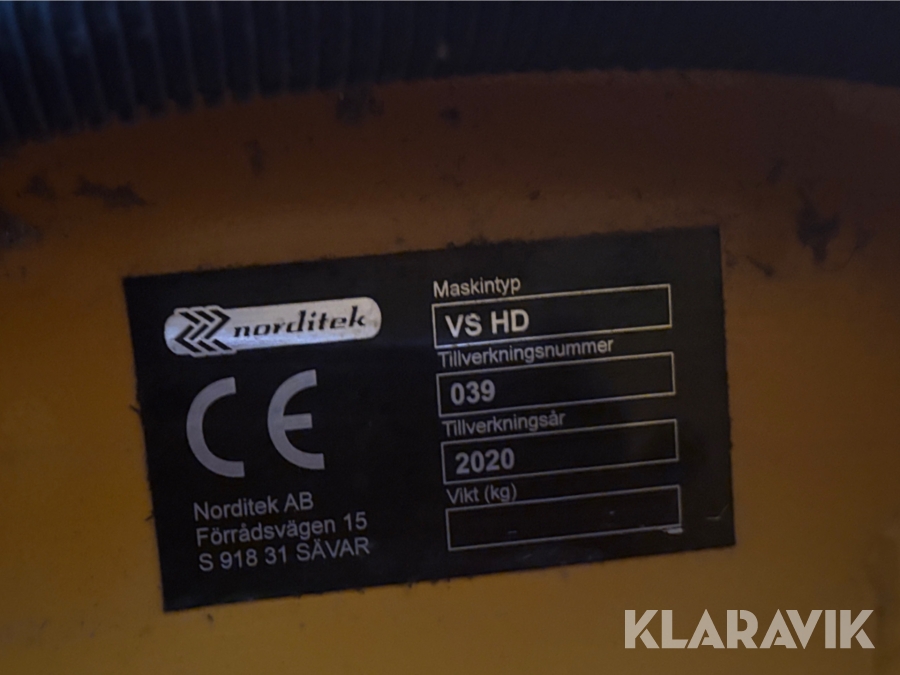 norditek
CE
Norditek AB
Förrådsvägen 15
S 918 31 SÄVAR
Maskintyp
VS HD
Tillverkningsnummer
039
Tillverkningsår
2020
Vikt (kg)
KLARAVIK